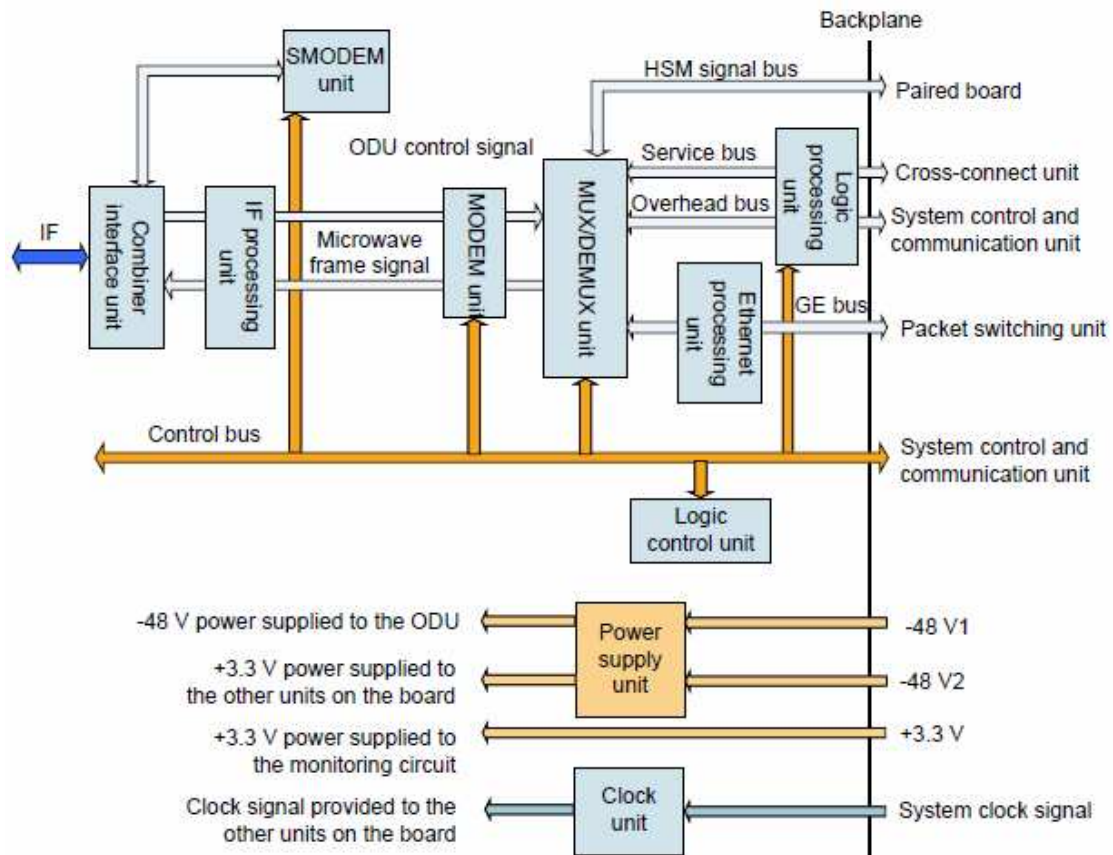 Backplane
SMODEM
unit
HSM signal bus
Paired board
ODU control signal
Service bus
Logic
processing
unit
Cross-connect unit
Overhead bus
System control and
communication unit
IF
Combiner
interface unit
IF processing
unit
Microwave
frame signal
MODEM unit
MUX/DEMUX unit
Ethernet
processing
unit
GE bus
Packet switching unit
Control bus
System control and
communication unit
Logic
control unit
-48 V power supplied to the ODU
Power
supply
unit
-48 V1
+3.3 V power supplied to
the other units on the board
-48 V2
+3.3 V power supplied to
the monitoring circuit
+3.3 V
Clock signal provided to the
other units on the board
Clock
unit
System clock signal